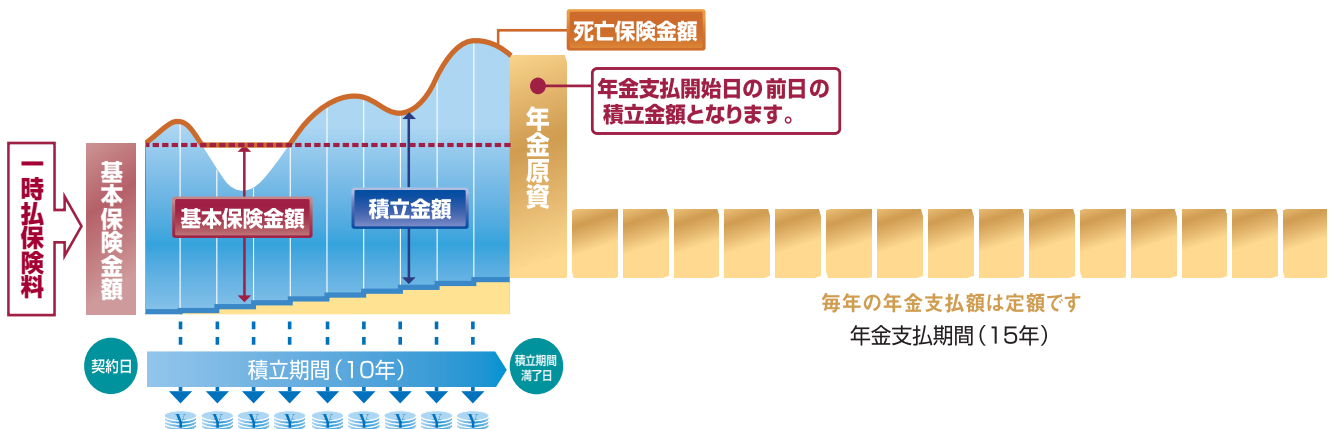 死亡保険金額
年金支払開始日の前日の
積立金額となります。
年金原資
一時払保険料
基本保険金額
基本保険金額
積立金額
毎年の年金支払額は定額です
年金支払期間（15年）
契約日
積立期間（10年）
積立期間
満了日
¥ ¥ ¥ ¥ ¥ ¥ ¥ ¥ ¥